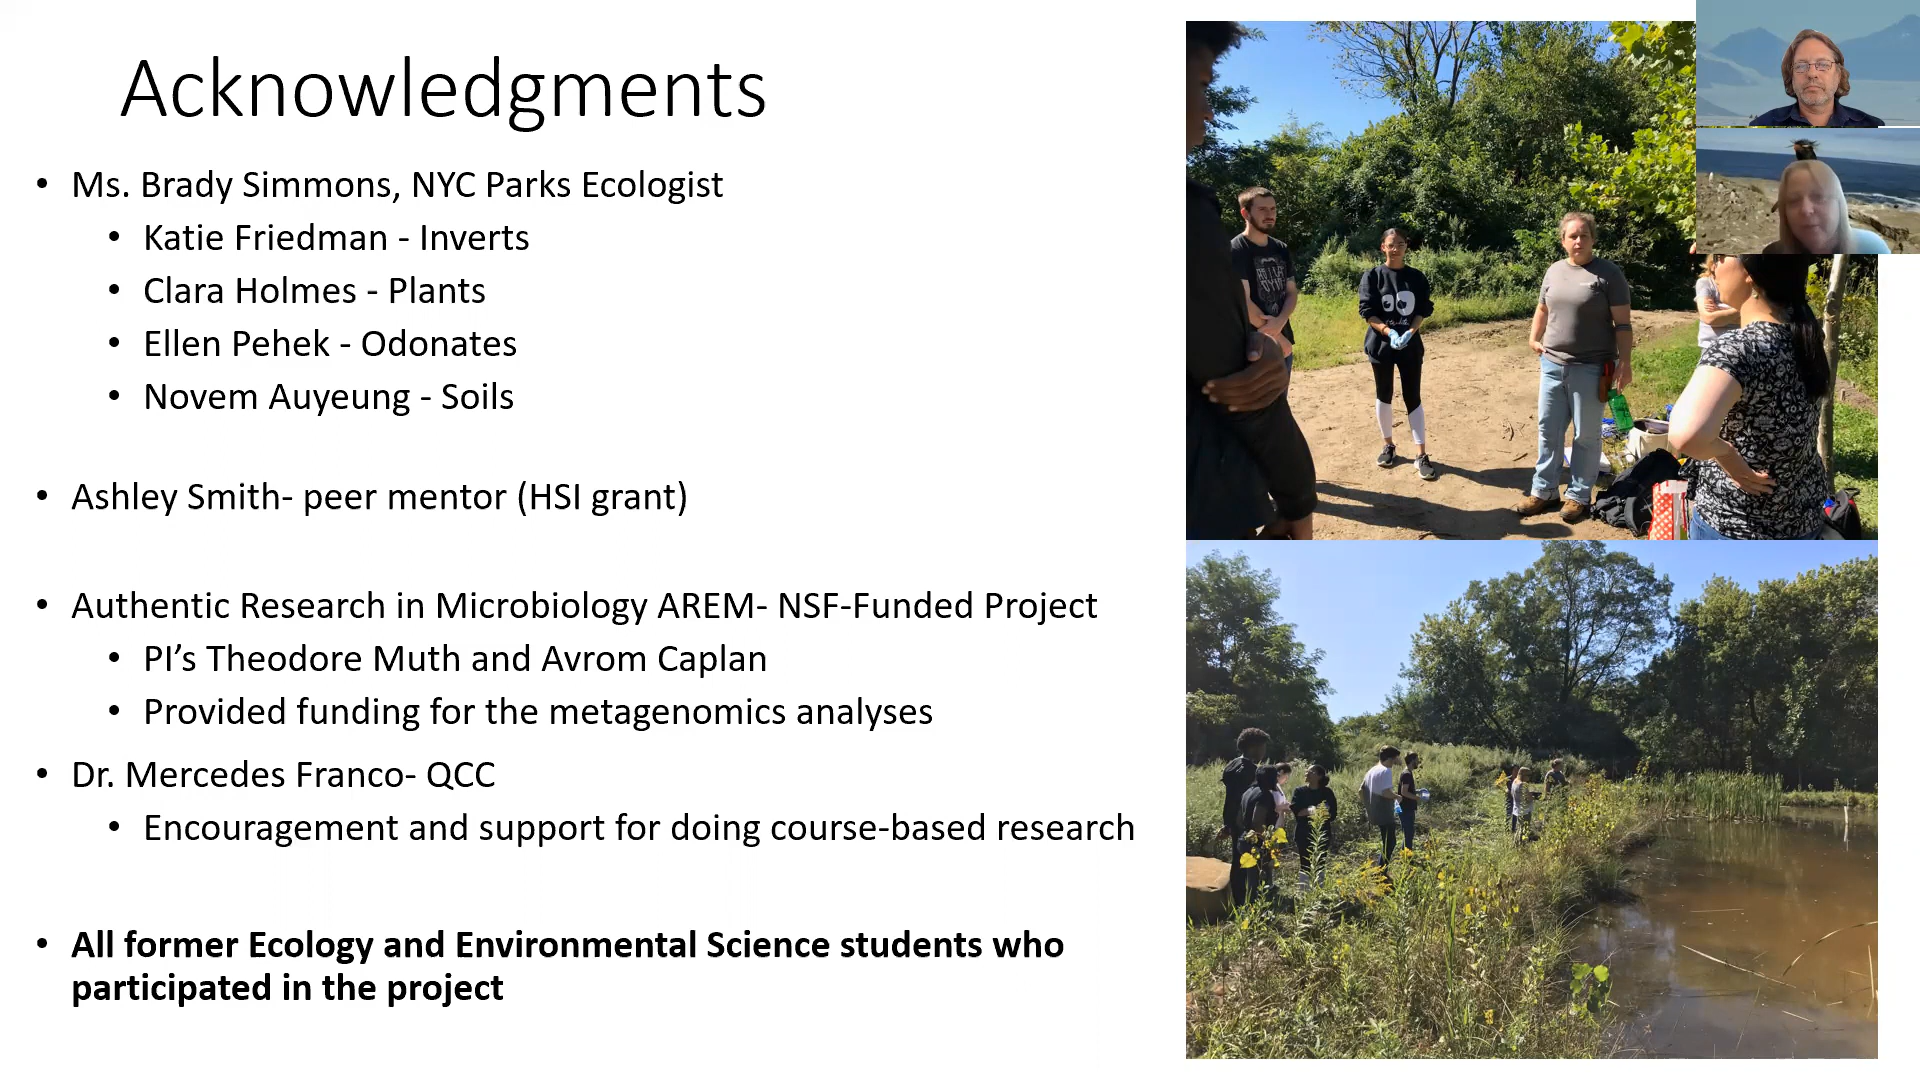 Acknowledgments
• Ms. Brady Simmons, NYC Parks Ecologist
• Katie Friedman - Inverts
• Clara Holmes - Plants
• Ellen Pehek - Odonates
• Novem Auyeung - Soils
• Ashley Smith- peer mentor (HSI grant)
• Authentic Research in Microbiology AREM- NSF-Funded Project
• PI’s Theodore Muth and Avrom Caplan
• Provided funding for the metagenomics analyses
• Dr. Mercedes Franco- QCC
• Encouragement and support for doing course-based research
• All former Ecology and Environmental Science students who
participated in the project